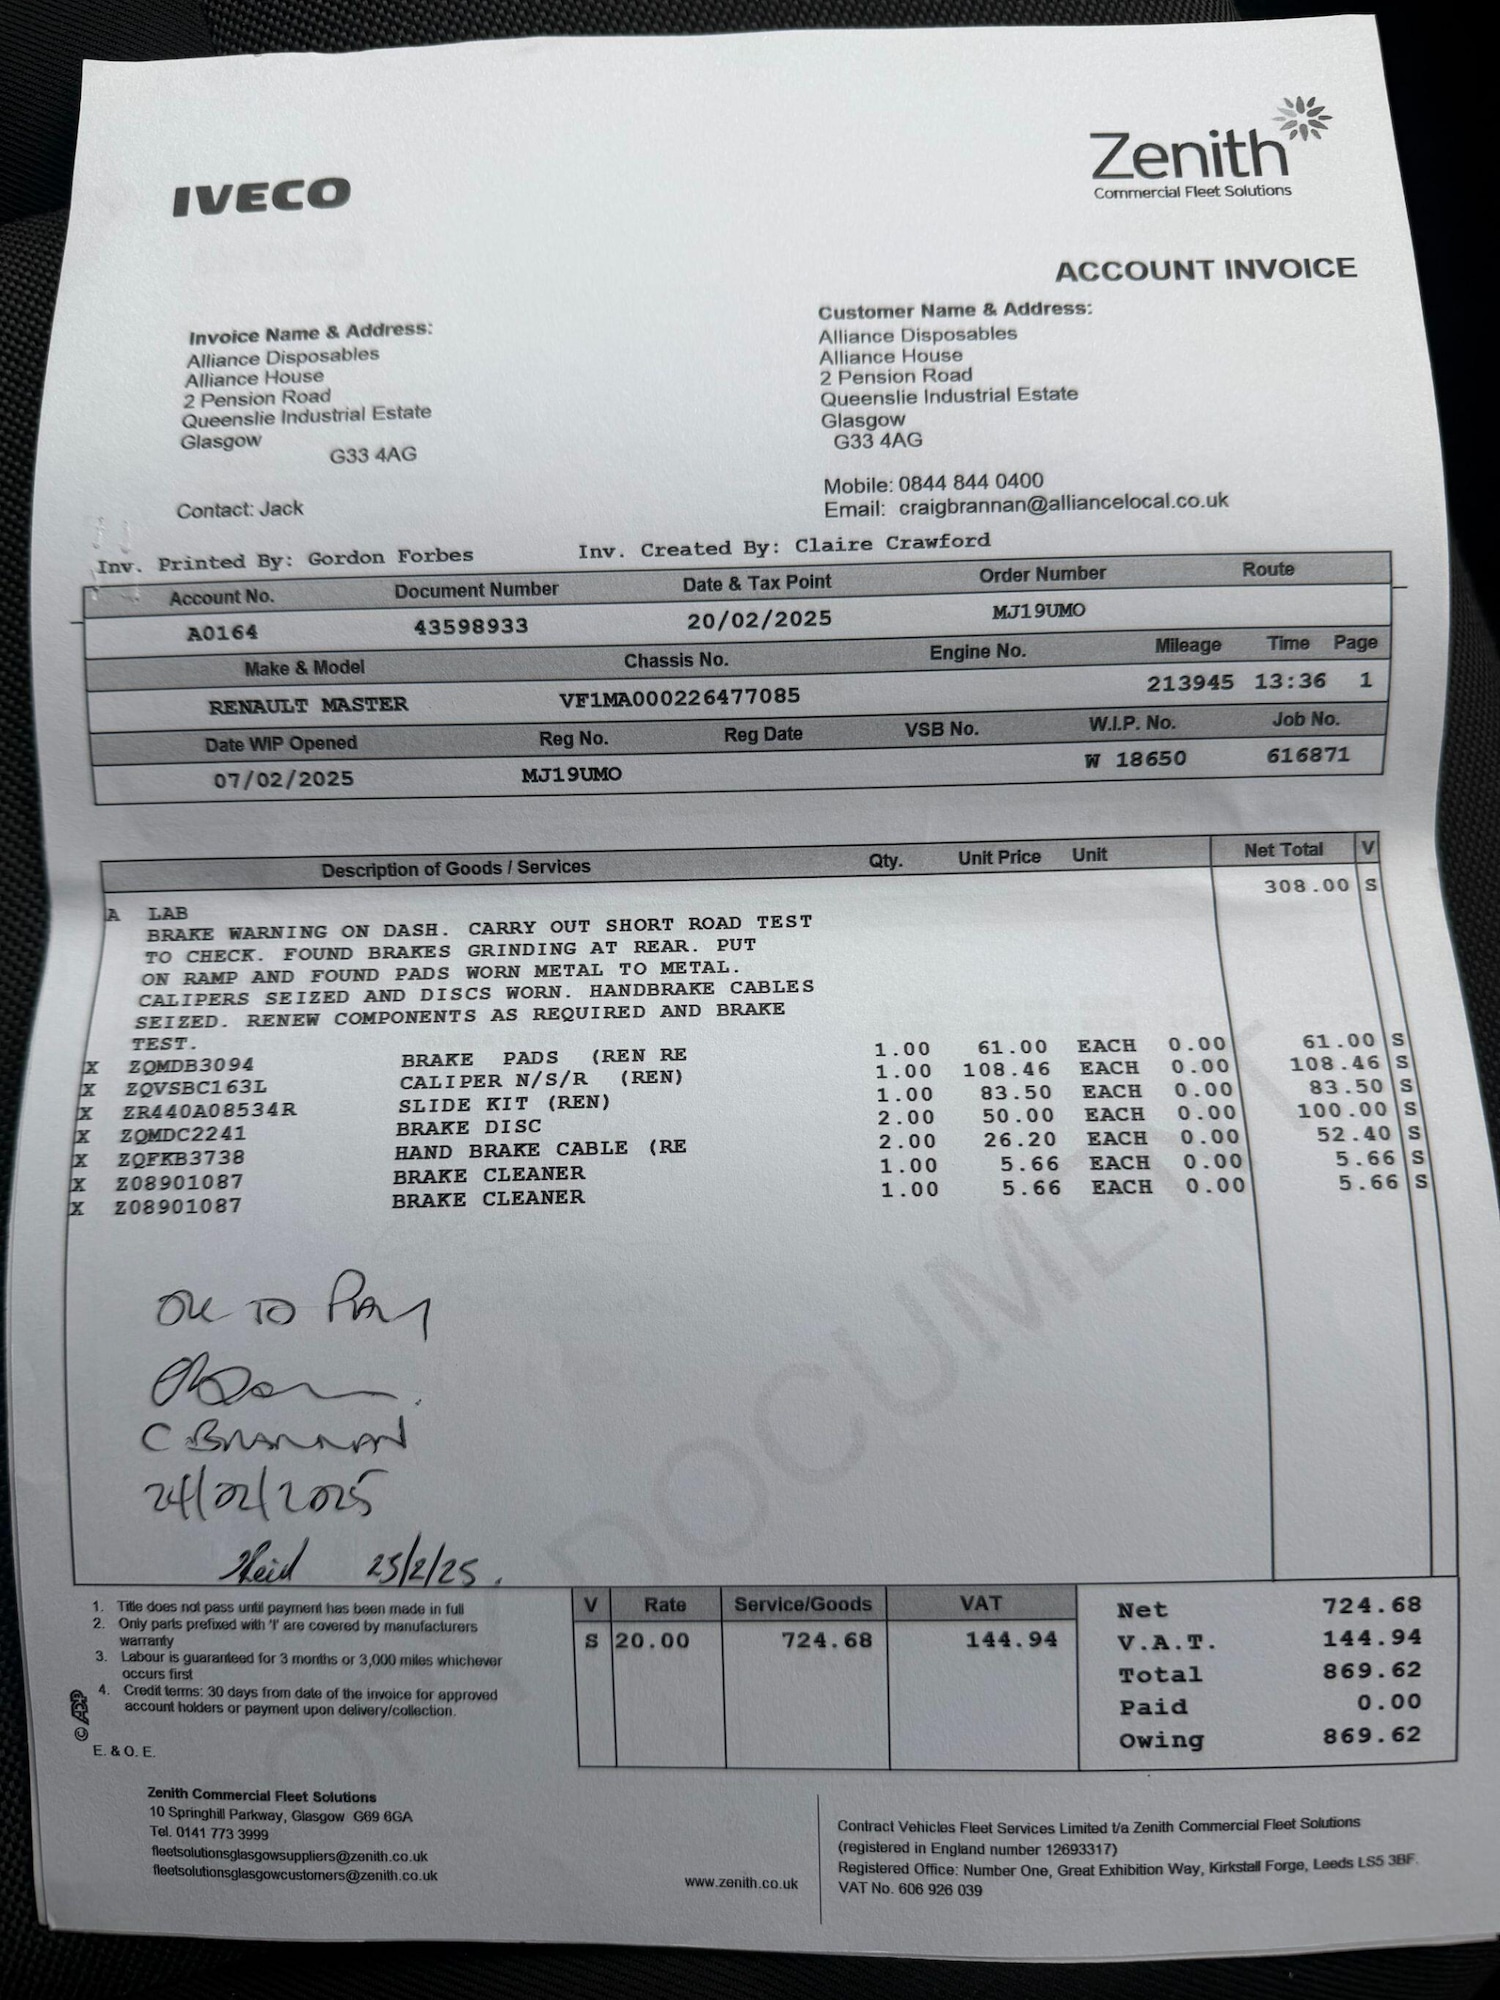 IVECO
Zenith
Commercial Fleet Solutions
ACCOUNT INVOICE
Invoice Name & Address:
Alliance Disposables
Alliance House
2 Pension Road
Queenslie Industrial Estate
Glasgow
G33 4AG
Contact: Jack
Customer Name & Address:
Alliance Disposables
Alliance House
2 Pension Road
Queenslie Industrial Estate
Glasgow
G33 4AG
Mobile: 0844 844 0400
Email: craigbrannan@alliancelocal.co.uk
Inv. Printed By: Gordon Forbes Inv. Created By: Claire Crawford
Account No. Document Number Date & Tax Point Order Number Route
A0164 43598933 20/02/2025 MJ19UMO
Make & Model Chassis No. Engine No. Mileage Time Page
RENAULT MASTER VF1MA000226477085 213945 13:36 1
Date WIP Opened Reg No. Reg Date VSB No. W.I.P. No. Job No.
07/02/2025 MJ19UMO W 18650 616871
Description of Goods / Services Qty. Unit Price Unit Net Total V
A LAB 308.00 S
BRAKE WARNING ON DASH. CARRY OUT SHORT ROAD TEST
TO CHECK. FOUND BRAKES GRINDING AT REAR. PUT
ON RAMP AND FOUND PADS WORN METAL TO METAL.
CALIPERS SEIZED AND DISCS WORN. HANDBRAKE CABLES
SEIZED. RENEW COMPONENTS AS REQUIRED AND BRAKE
TEST.
X ZQMDB3094 BRAKE PADS (REN RE 1.00 61.00 EACH 0.00 61.00 S
X ZQVSBC163L CALIPER N/S/R (REN) 1.00 108.46 EACH 0.00 108.46 S
X ZR440A08534R SLIDE KIT (REN) 1.00 83.50 EACH 0.00 83.50 S
X ZQMDC2241 BRAKE DISC 2.00 50.00 EACH 0.00 100.00 S
X ZQFKB3738 HAND BRAKE CABLE (RE 2.00 26.20 EACH 0.00 52.40 S
X Z08901087 BRAKE CLEANER 1.00 5.66 EACH 0.00 5.66 S
X Z08901087 BRAKE CLEANER 1.00 5.66 EACH 0.00 5.66 S
OK TO PAY
C BRANNAN
24/02/2025
Reid 25/2/25.
DOCUMENT
1. Title does not pass until payment has been made in full
2. Only parts prefixed with 'I' are covered by manufacturers
warranty
3. Labour is guaranteed for 3 months or 3,000 miles whichever
occurs first
4. Credit terms: 30 days from date of the invoice for approved
account holders or payment upon delivery/collection.
© ADP
E. & O. E.
V Rate Service/Goods VAT
S 20.00 724.68 144.94
Net 724.68
V.A.T. 144.94
Total 869.62
Paid 0.00
Owing 869.62
Zenith Commercial Fleet Solutions
10 Springhill Parkway, Glasgow G69 6GA
Tel. 0141 773 3999
fleetsolutionsglasgowsuppliers@zenith.co.uk
fleetsolutionsglasgowcustomers@zenith.co.uk
www.zenith.co.uk
Contract Vehicles Fleet Services Limited t/a Zenith Commercial Fleet Solutions
(registered in England number 12693317)
Registered Office: Number One, Great Exhibition Way, Kirkstall Forge, Leeds LS5 3BF.
VAT No. 606 926 039